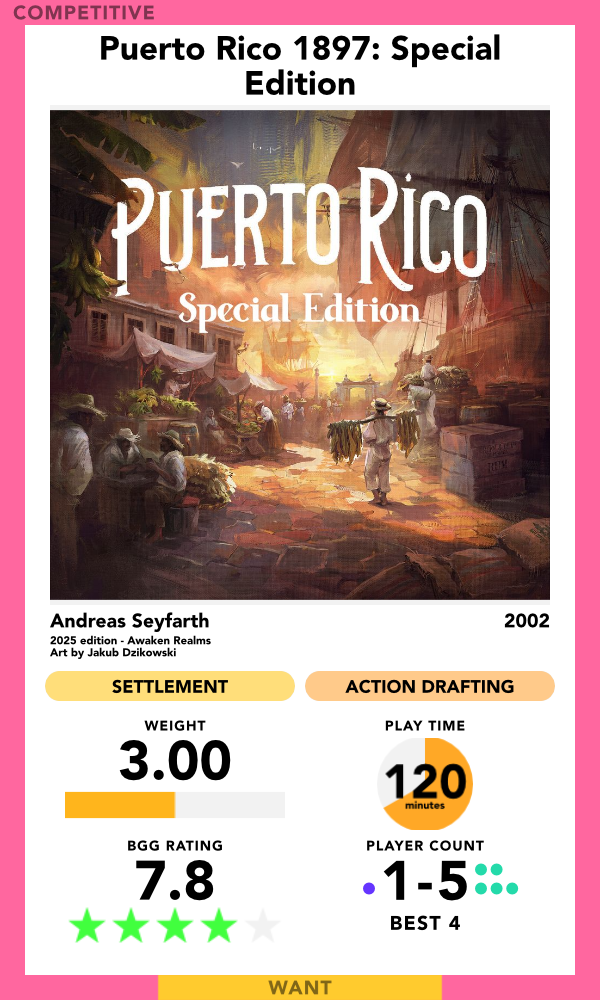 COMPETITIVE
Puerto Rico 1897: Special
Edition
PUERTO RICO
Special Edition
Andreas Seyfarth
2002
2025 edition - Awaken Realms
Art by Jakub Dzikowski
SETTLEMENT
ACTION DRAFTING
WEIGHT
3.00
PLAY TIME
120
minutes
BGG RATING
7.8
PLAYER COUNT
1-5
BEST 4
WANT